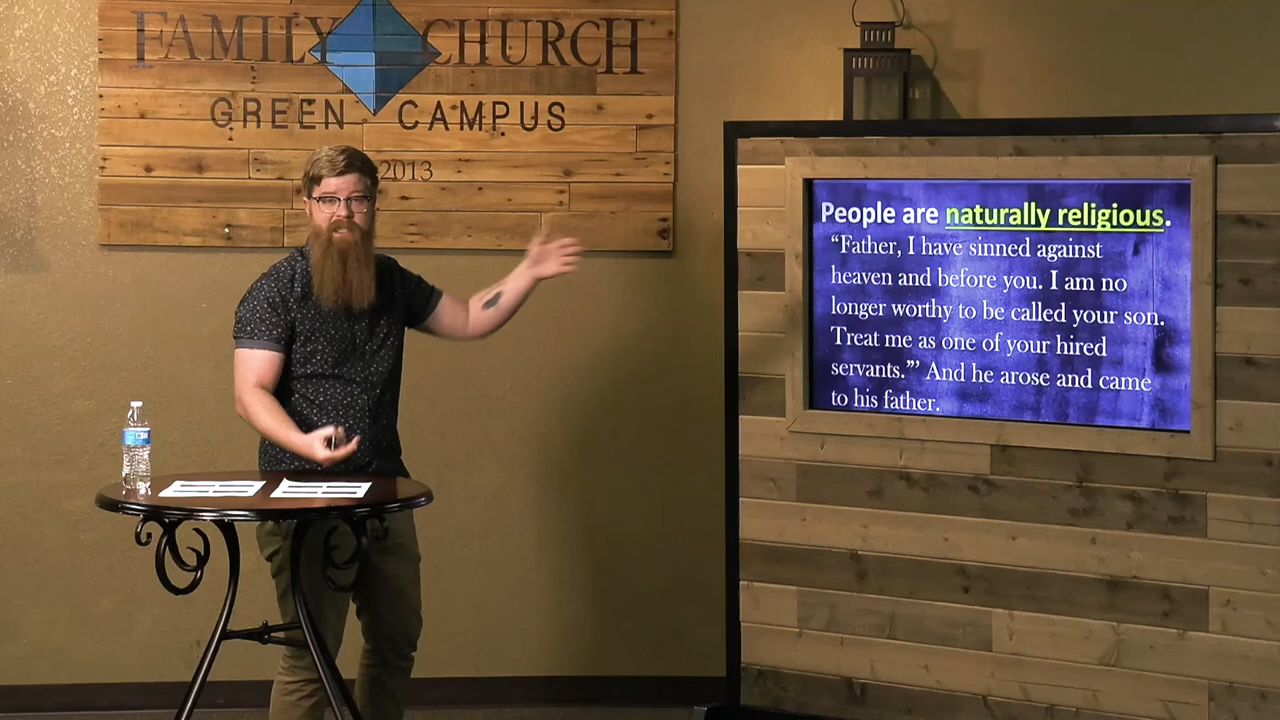 FAMILY CHURCH
GREEN CAMPUS
2013
People are naturally religious.
“Father, I have sinned against
heaven and before you. I am no
longer worthy to be called your son.
Treat me as one of your hired
servants.”’ And he arose and came
to his father.